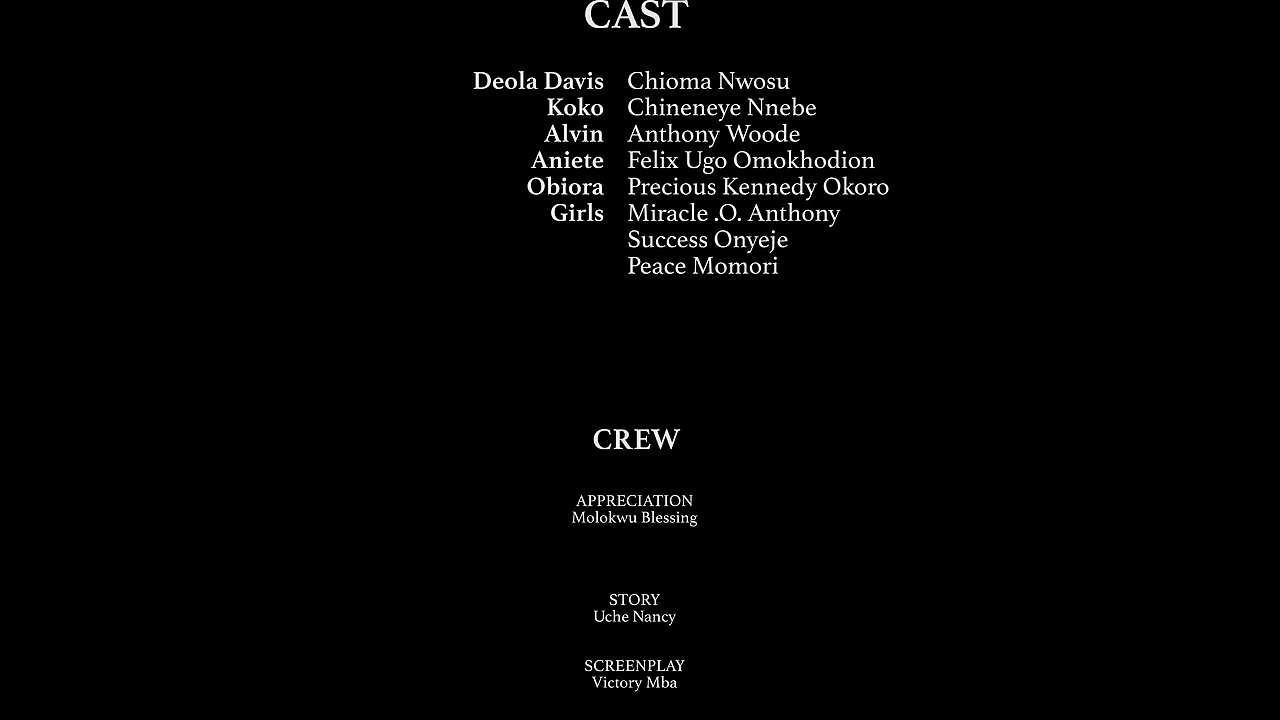 CAST
Deola Davis Chioma Nwosu
Koko Chineneye Nnebe
Alvin Anthony Woode
Aniete Felix Ugo Omokhodion
Obiora Precious Kennedy Okoro
Girls Miracle .O. Anthony
Success Onyeje
Peace Momori
CREW
APPRECIATION
Molokwu Blessing
STORY
Uche Nancy
SCREENPLAY
Victory Mba